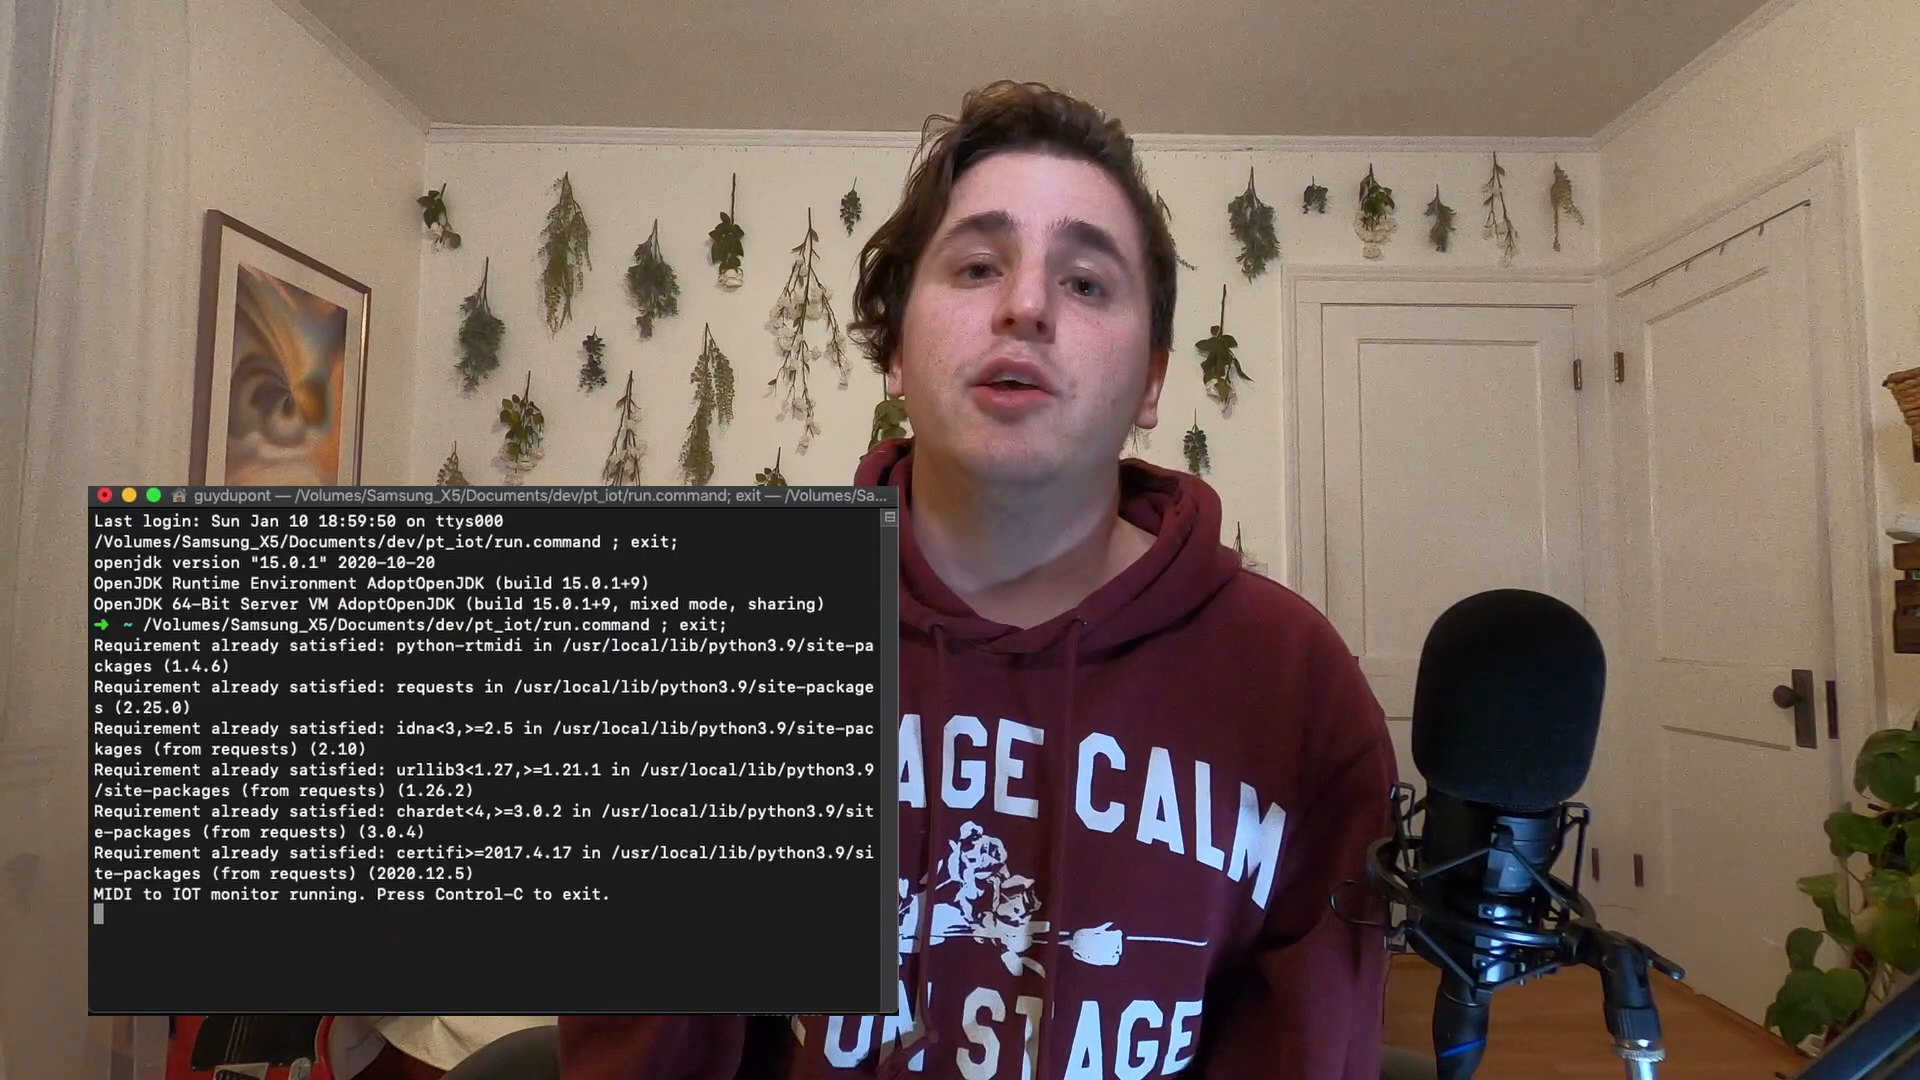 guydupont — /Volumes/Samsung_X5/Documents/dev/pt_iot/run.command; exit — /Volumes/Sa...
Last login: Sun Jan 10 18:59:50 on ttys000
/Volumes/Samsung_X5/Documents/dev/pt_iot/run.command ; exit;
openjdk version "15.0.1" 2020-10-20
OpenJDK Runtime Environment AdoptOpenJDK (build 15.0.1+9)
OpenJDK 64-Bit Server VM AdoptOpenJDK (build 15.0.1+9, mixed mode, sharing)
➜ ~ /Volumes/Samsung_X5/Documents/dev/pt_iot/run.command ; exit;
Requirement already satisfied: python-rtmidi in /usr/local/lib/python3.9/site-pa
ckages (1.4.6)
Requirement already satisfied: requests in /usr/local/lib/python3.9/site-package
s (2.25.0)
Requirement already satisfied: idna<3,>=2.5 in /usr/local/lib/python3.9/site-pac
kages (from requests) (2.10)
Requirement already satisfied: urllib3<1.27,>=1.21.1 in /usr/local/lib/python3.9
/site-packages (from requests) (1.26.2)
Requirement already satisfied: chardet<4,>=3.0.2 in /usr/local/lib/python3.9/sit
e-packages (from requests) (3.0.4)
Requirement already satisfied: certifi>=2017.4.17 in /usr/local/lib/python3.9/si
te-packages (from requests) (2020.12.5)
MIDI to IOT monitor running. Press Control-C to exit.
AGE CALM
ON STAGE